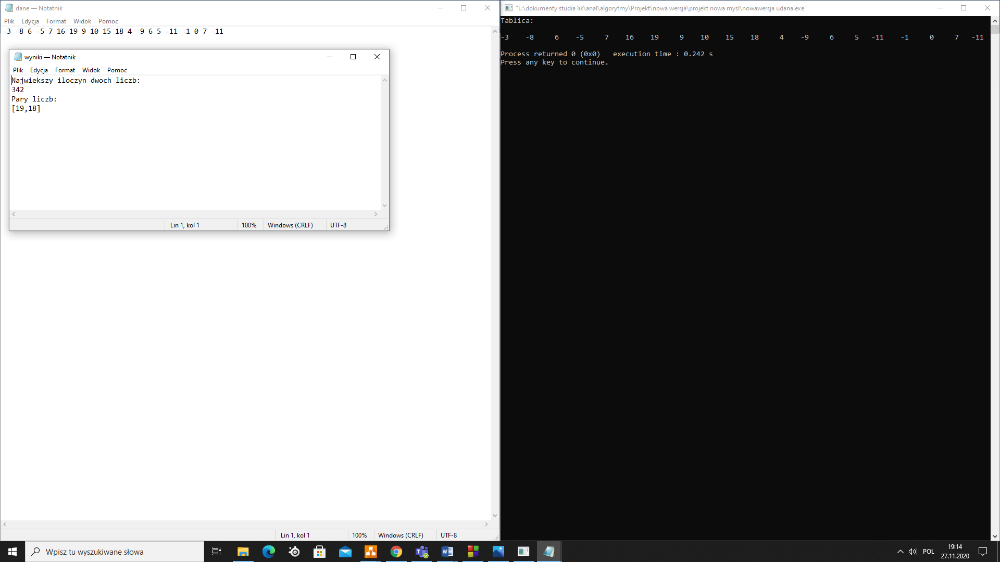 dane — Notatnik
Plik Edycja Format Widok Pomoc
-3 -8 6 -5 7 16 19 9 10 15 18 4 -9 6 5 -11 -1 0 7 -11
wyniki — Notatnik
Plik Edycja Format Widok Pomoc
Najwiekszy iloczyn dwoch liczb:
342
Pary liczb:
[19,18]
Lin 1, kol 1 100% Windows (CRLF) UTF-8
Lin 1, kol 1 100% Windows (CRLF) UTF-8
"E:\dokumenty studia lik\anal\algorytmy\Projekt\nowa wersja\projekt nowa mysl\nowawersja udana.exe"
Tablica:
-3 -8 6 -5 7 16 19 9 10 15 18 4 -9 6 5 -11 -1 0 7 -11
Process returned 0 (0x0) execution time : 0.242 s
Press any key to continue.
Wpisz tu wyszukiwane słowa
POL
19:14
27.11.2020